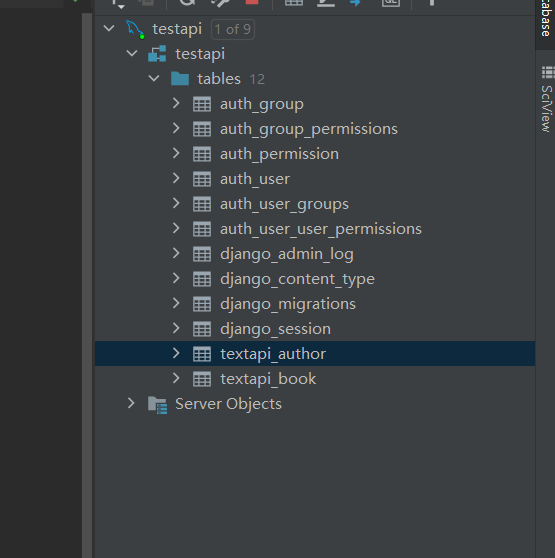 testapi 1 of 9
testapi
tables 12
auth_group
auth_group_permissions
auth_permission
auth_user
auth_user_groups
auth_user_user_permissions
django_admin_log
django_content_type
django_migrations
django_session
textapi_author
textapi_book
Server Objects
tabase
SciView